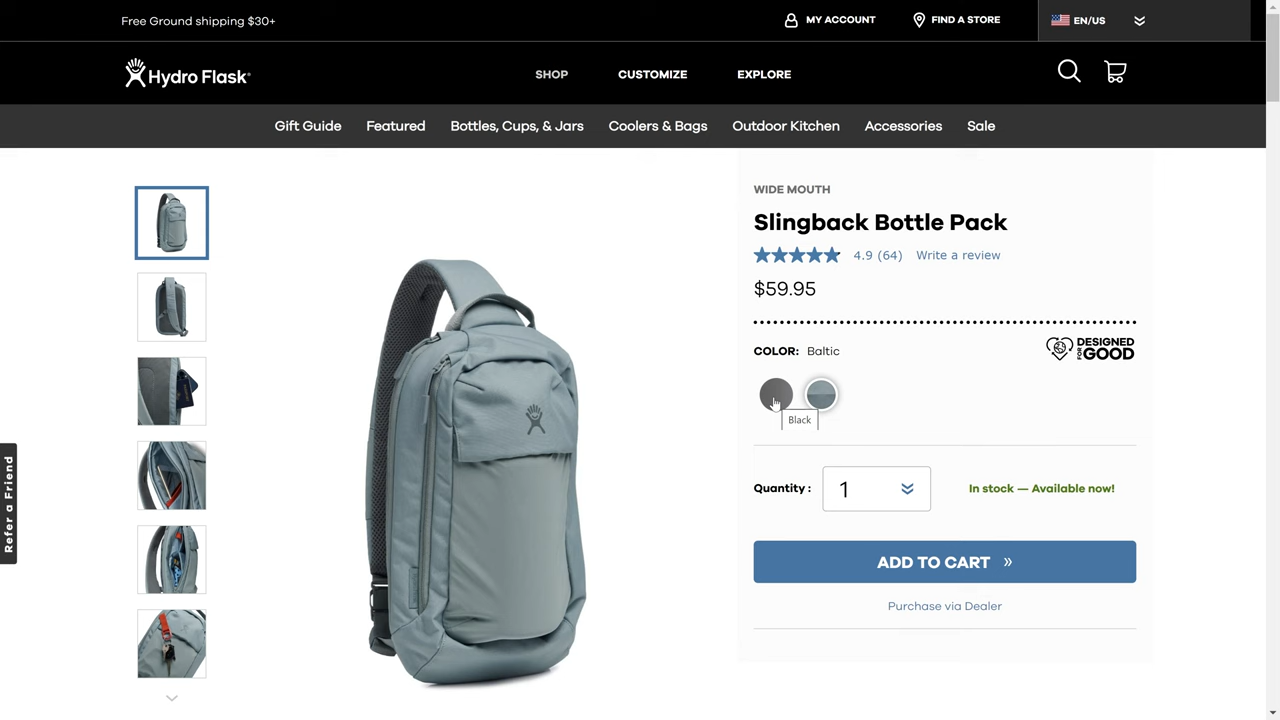 Free Ground shipping $30+
MY ACCOUNT
FIND A STORE
EN/US
Hydro Flask®
SHOP
CUSTOMIZE
EXPLORE
Gift Guide
Featured
Bottles, Cups, & Jars
Coolers & Bags
Outdoor Kitchen
Accessories
Sale
WIDE MOUTH
Slingback Bottle Pack
4.9 (64) Write a review
$59.95
COLOR: Baltic
DESIGNED
FOR GOOD
Black
Quantity : 1
In stock — Available now!
ADD TO CART »
Purchase via Dealer
Refer a Friend